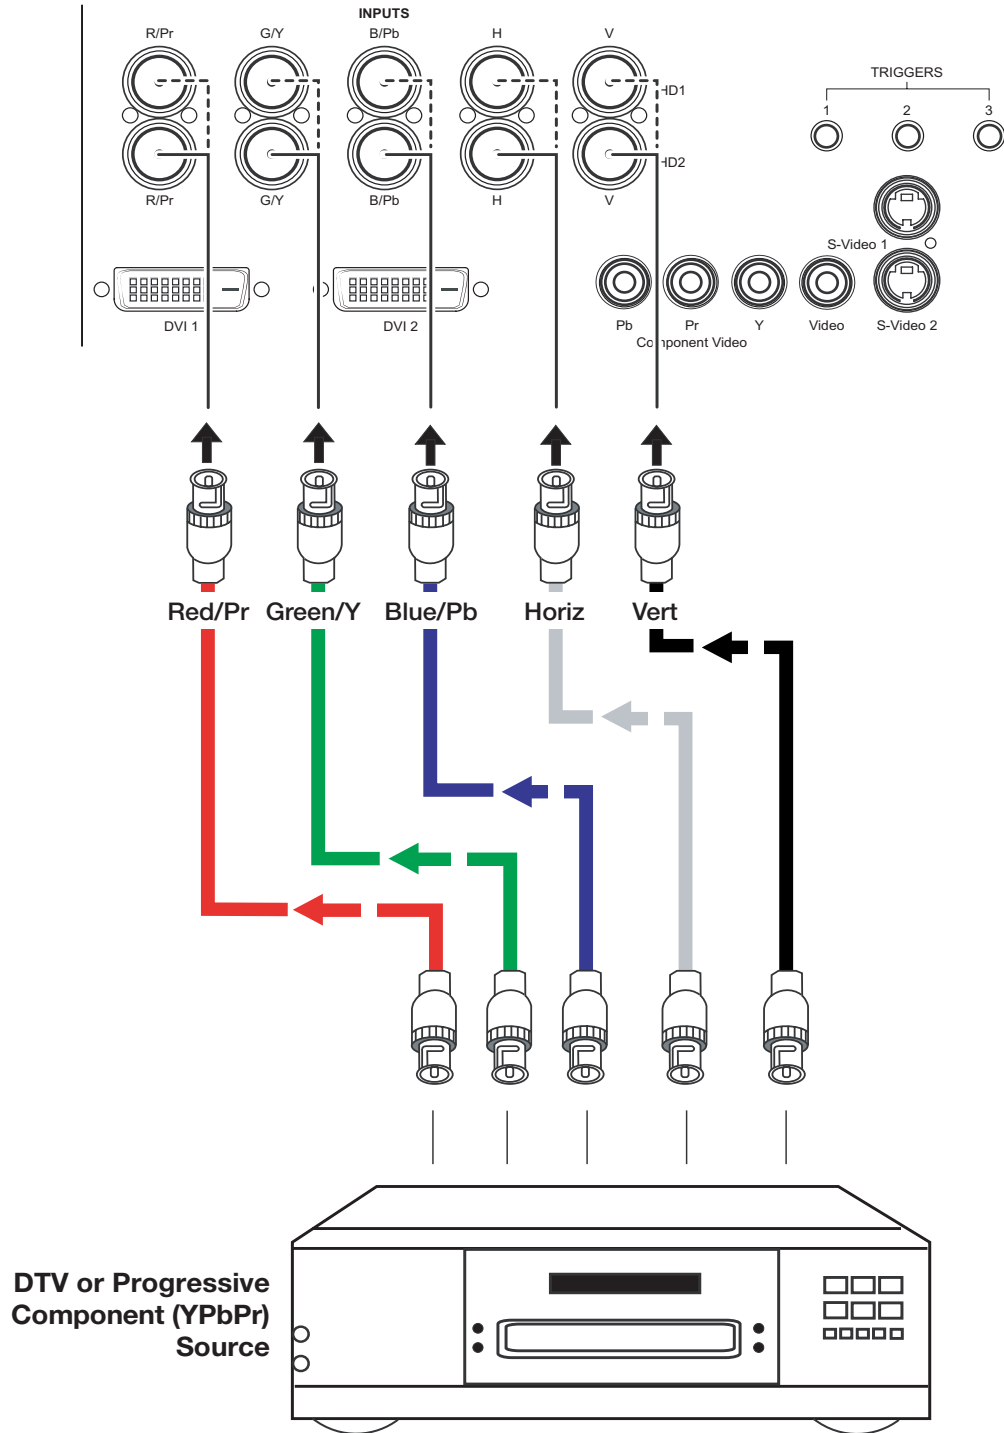 INPUTS
R/Pr G/Y B/Pb H V
TRIGGERS
HD1
1 2 3
HD2
R/Pr G/Y B/Pb H V
S-Video 1
DVI 1 DVI 2
Pb Pr Y Video S-Video 2
Component Video
Red/Pr Green/Y Blue/Pb Horiz Vert
DTV or Progressive
Component (YPbPr)
Source